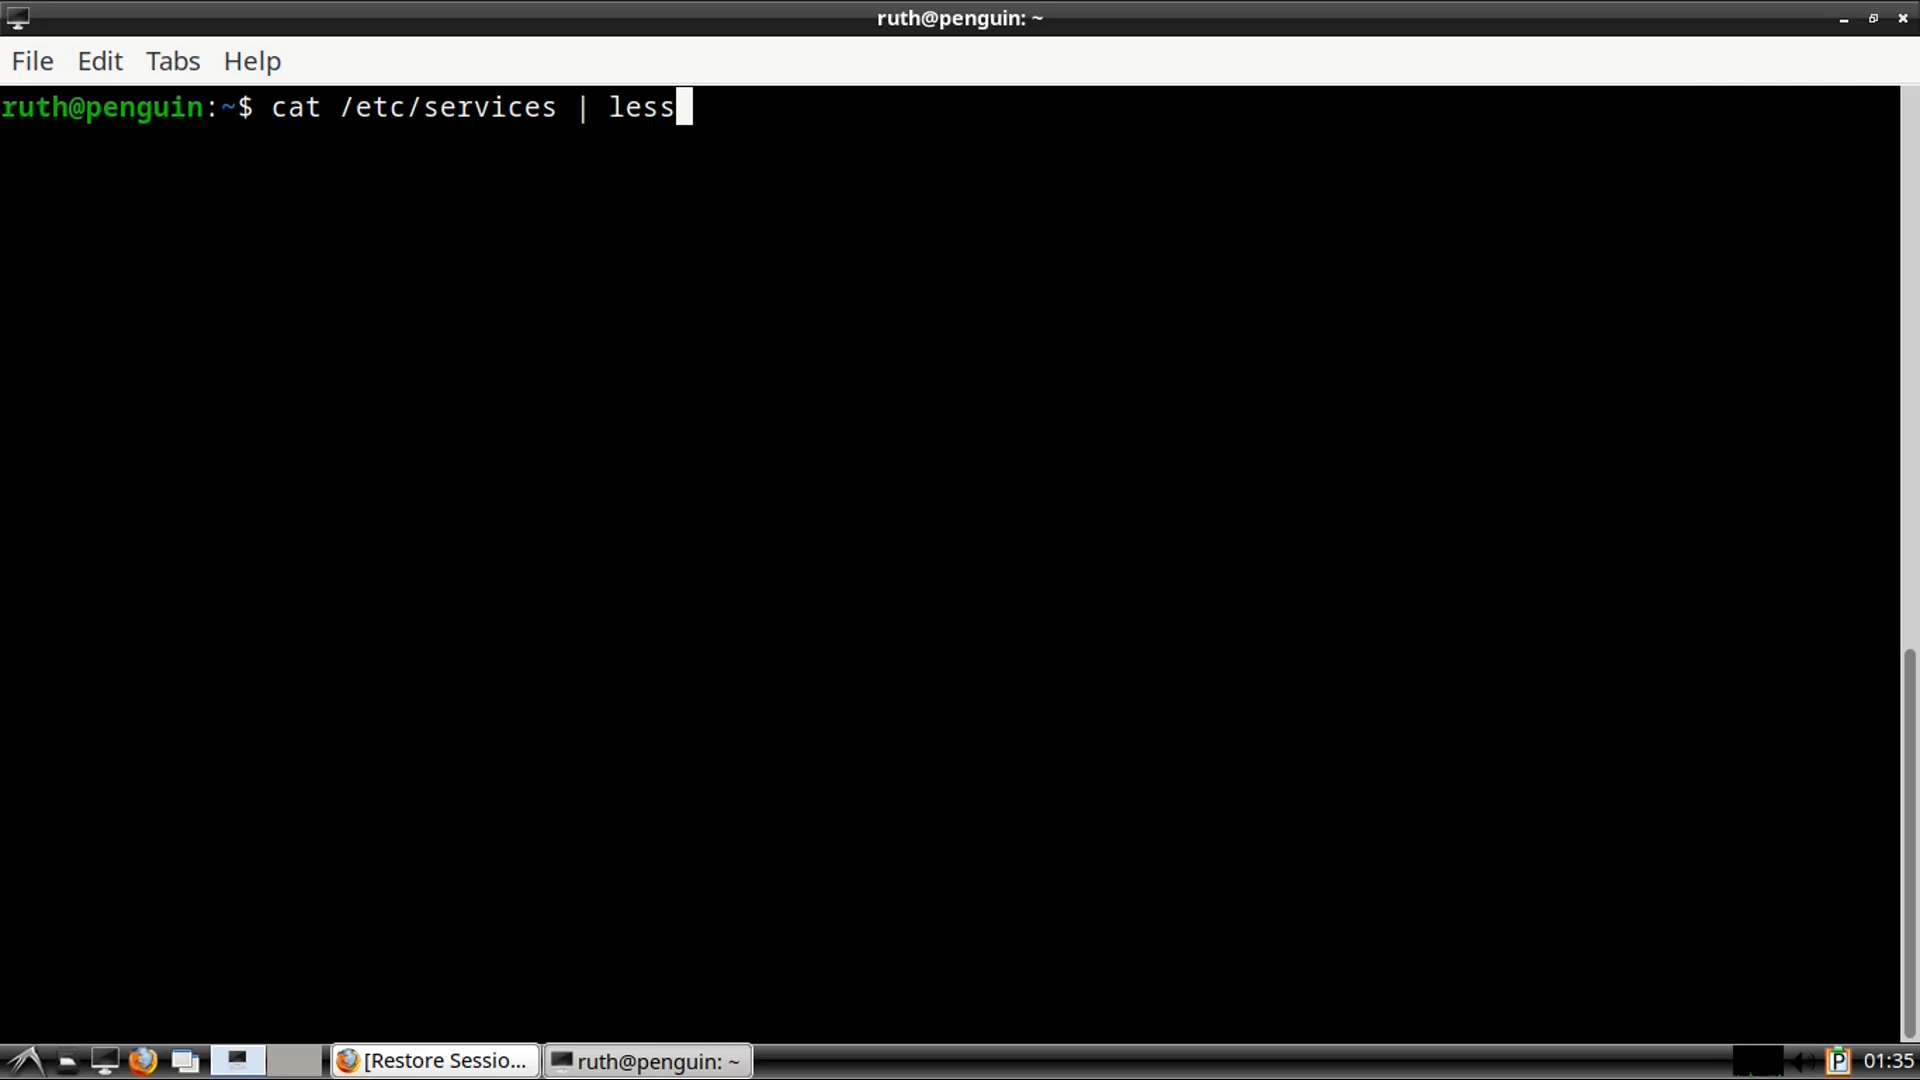 ruth@penguin: ~
File Edit Tabs Help
ruth@penguin:~$ cat /etc/services | less
[Restore Sessio... ruth@penguin: ~ P 01:35